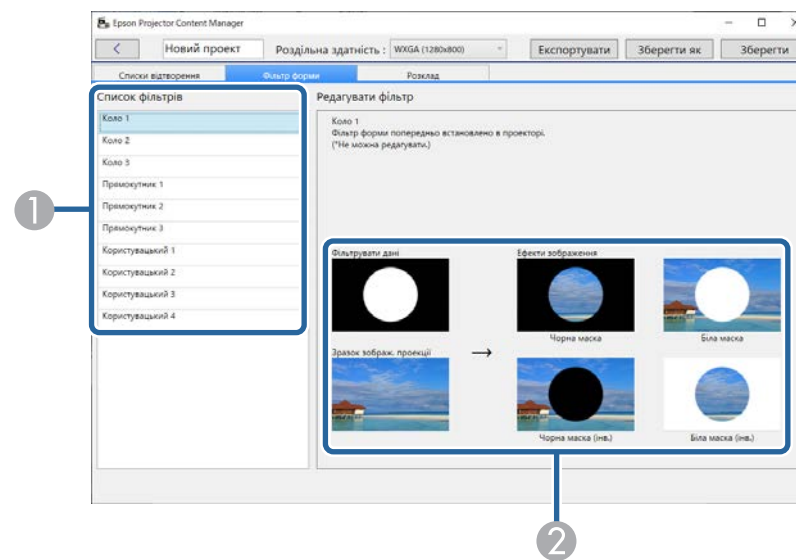 Epson Projector Content Manager
Новий проект
Роздільна здатність : WXGA (1280x800)
Експортувати
Зберегти як
Зберегти
Списки відтворення
Фільтр форми
Розклад
Список фільтрів
Редагувати фільтр
Коло 1
Коло 2
Коло 3
Прямокутник 1
Прямокутник 2
Прямокутник 3
Користувацький 1
Користувацький 2
Користувацький 3
Користувацький 4
Коло 1
Фільтр форми попередньо встановлено в проекторі.
(*Не можна редагувати.)
Фільтрувати дані
Ефекти зображення
Чорна маска
Біла маска
Зразок зображ. проекції
→
Чорна маска (інв.)
Біла маска (інв.)
1
2